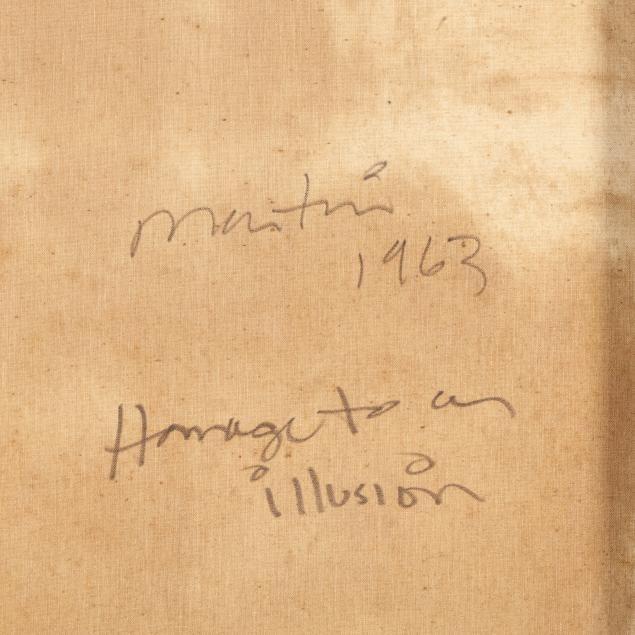 Martin
1963
Homage to an
illusion